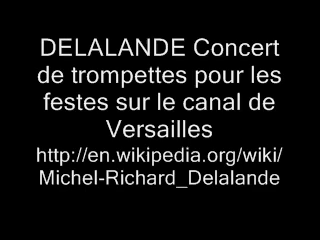 DELALANDE Concert
de trompettes pour les
festes sur le canal de
Versailles
http://en.wikipedia.org/wiki/
Michel-Richard_Delalande